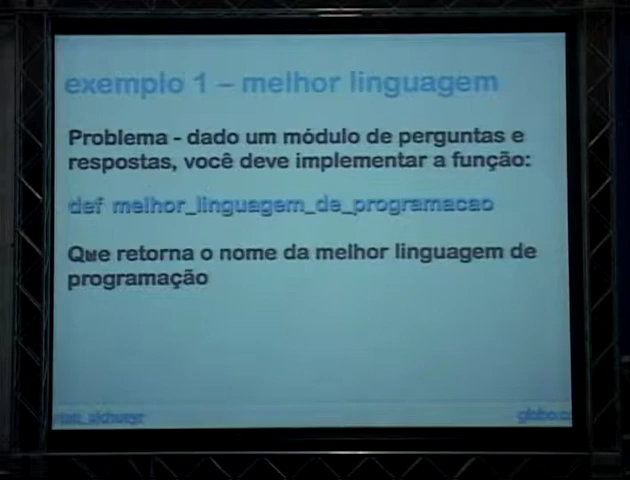 exemplo 1 – melhor linguagem
Problema - dado um módulo de perguntas e
respostas, você deve implementar a função:
def melhor_linguagem_de_programacao
Que retorna o nome da melhor linguagem de
programação